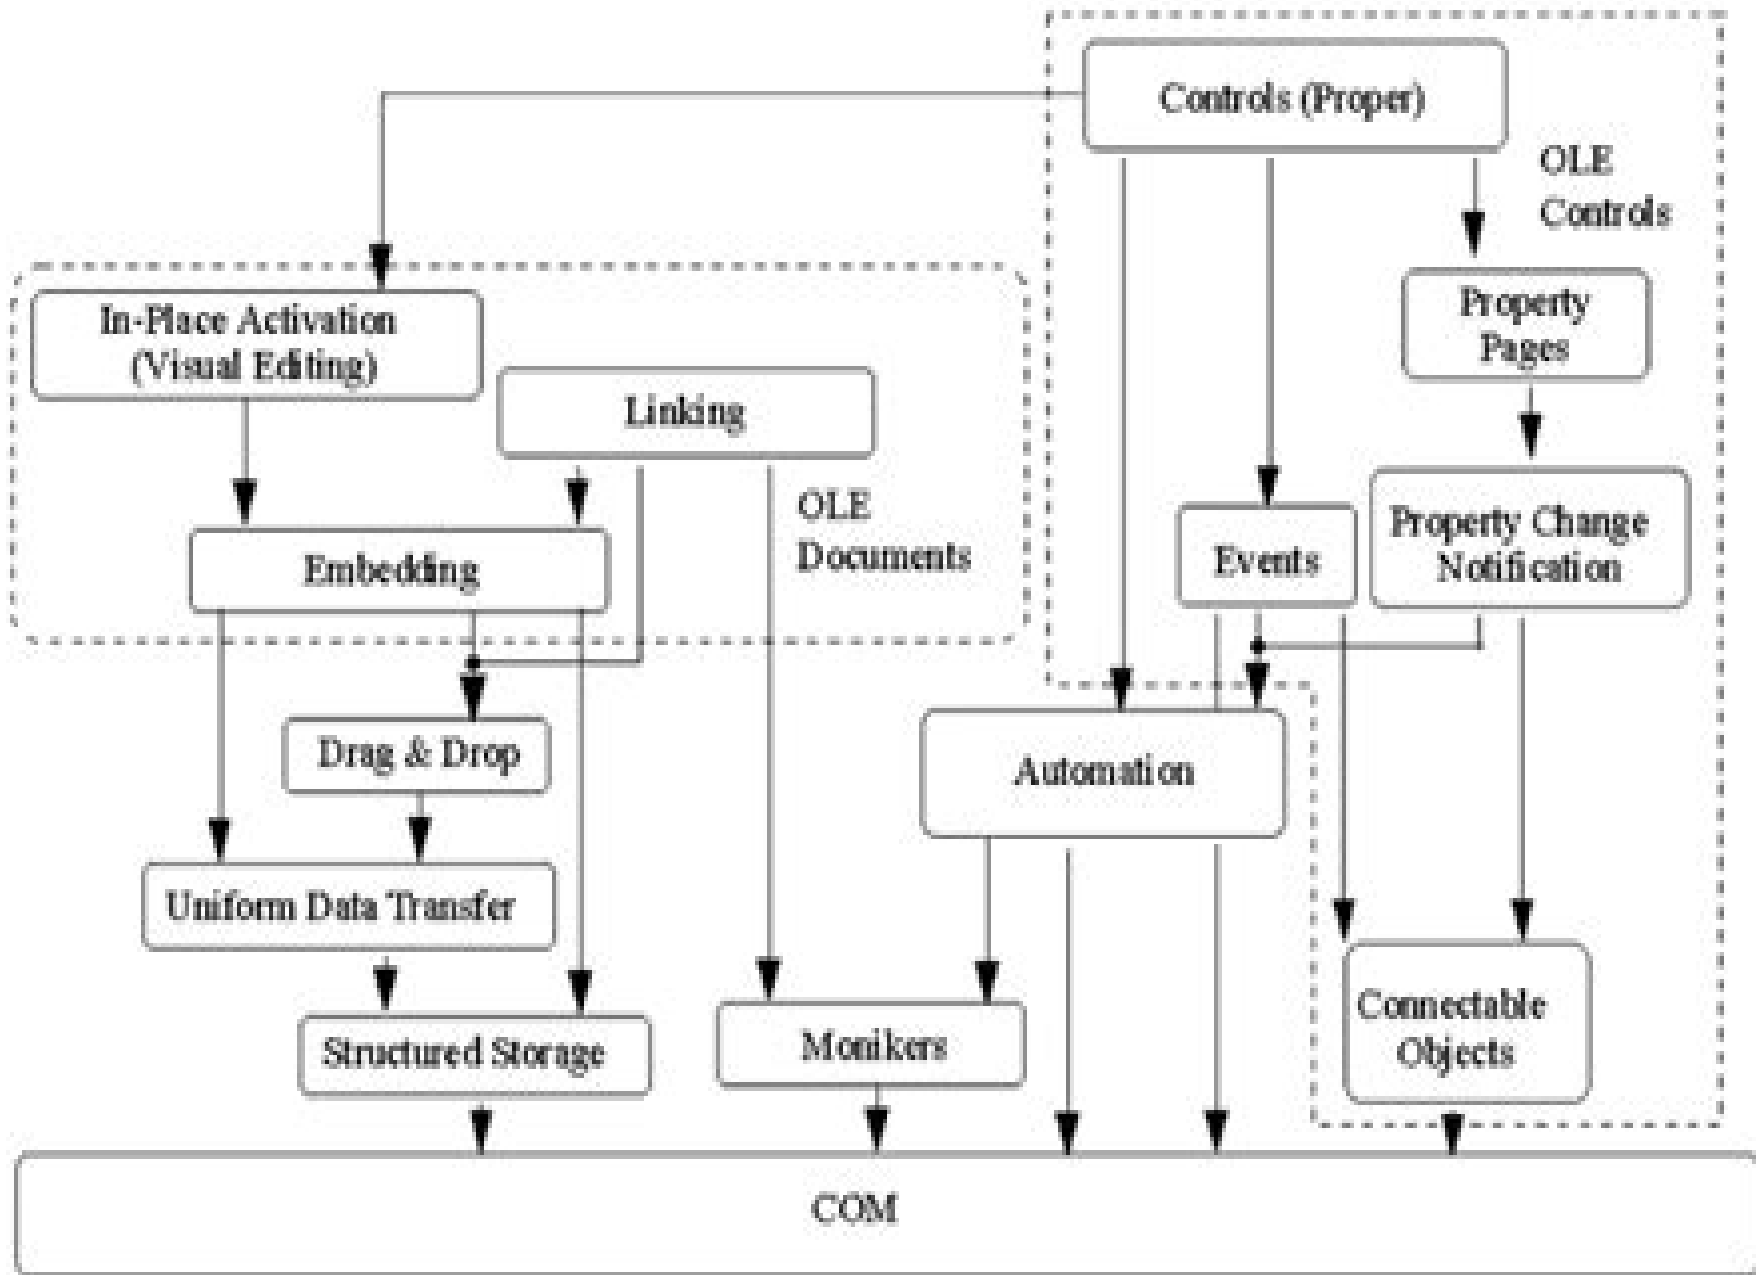 Controls (Proper)
OLE
Controls
In-Place Activation
(Visual Editing)
Property
Pages
Linking
OLE
Documents
Embedding
Events
Property Change
Notification
Drag & Drop
Automation
Uniform Data Transfer
Structured Storage
Monikers
Connectable
Objects
COM